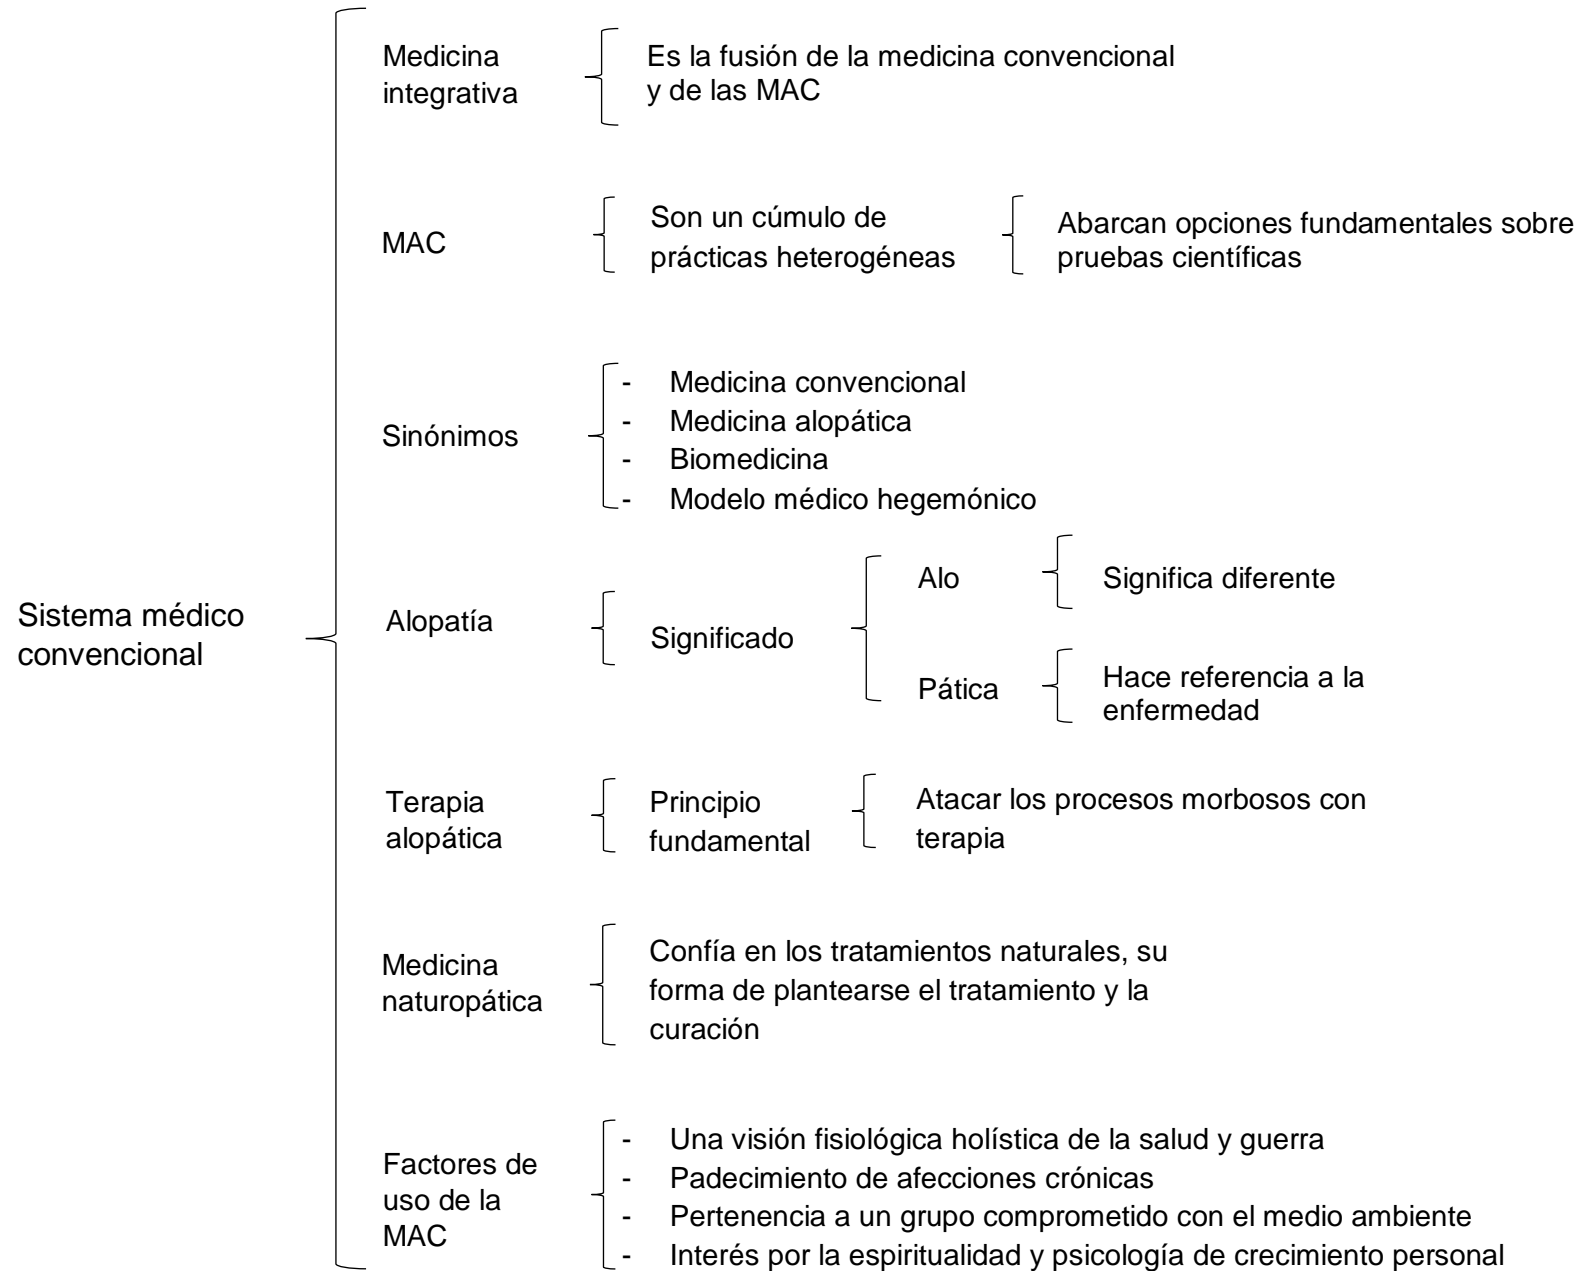 Medicina
integrativa
Es la fusión de la medicina convencional
y de las MAC
MAC
Son un cúmulo de
prácticas heterogéneas
Abarcan opciones fundamentales sobre
pruebas científicas
Sinónimos
- Medicina convencional
- Medicina alopática
- Biomedicina
- Modelo médico hegemónico
Sistema médico
convencional
Alopatía
Significado
Alo
Significa diferente
Pática
Hace referencia a la
enfermedad
Terapia
alopática
Principio
fundamental
Atacar los procesos morbosos con
terapia
Medicina
naturopática
Confía en los tratamientos naturales, su
forma de plantearse el tratamiento y la
curación
Factores de
uso de la
MAC
- Una visión fisiológica holística de la salud y guerra
- Padecimiento de afecciones crónicas
- Pertenencia a un grupo comprometido con el medio ambiente
- Interés por la espiritualidad y psicología de crecimiento personal